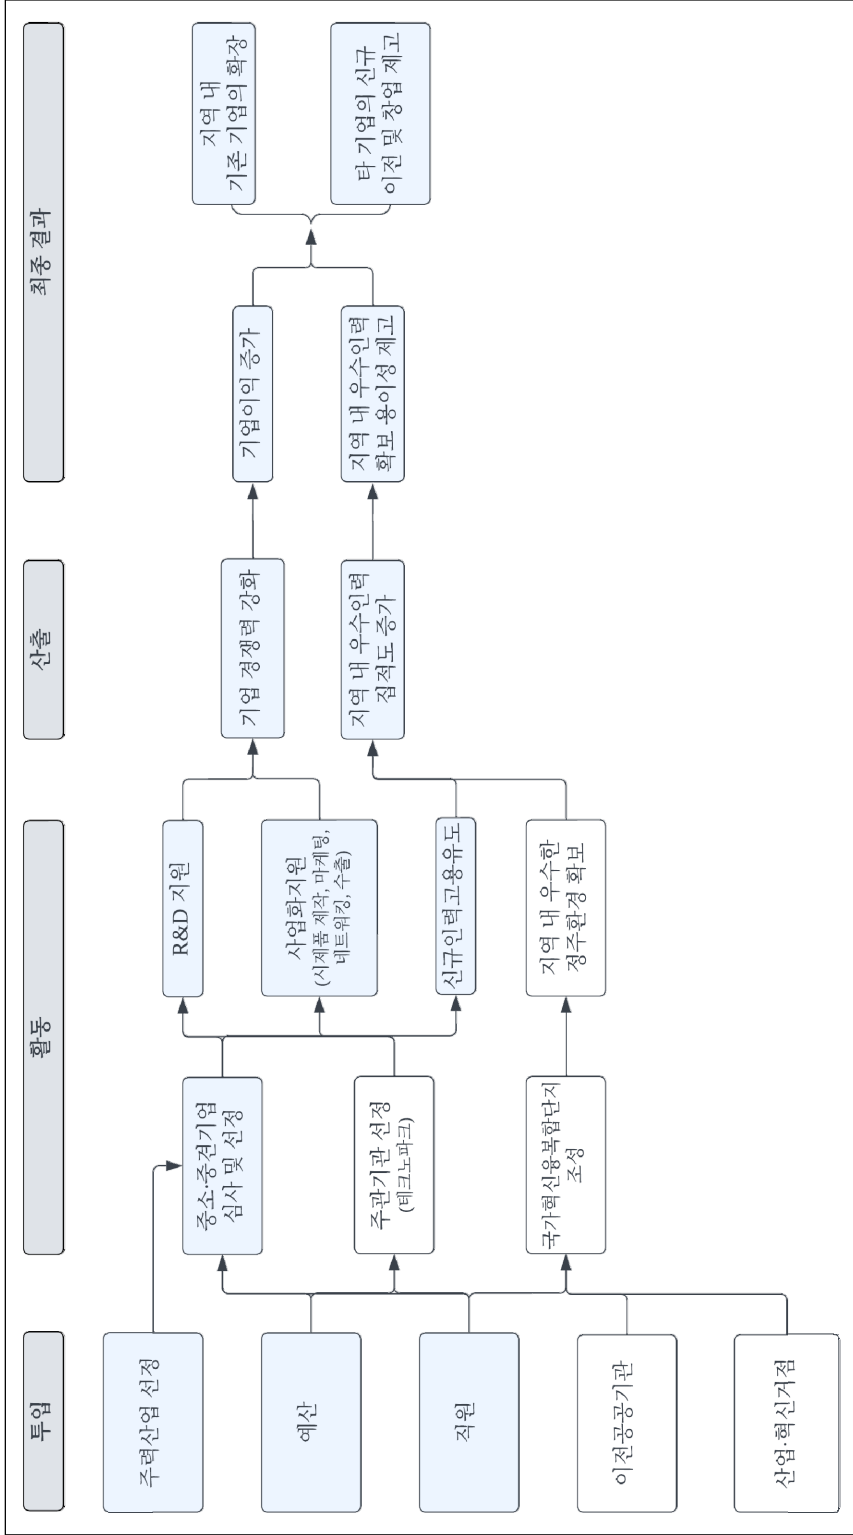 투입
활동
산출
최종 결과
주력산업 선정
예산
직원
이전공공기관
산업·혁신거점
중소·중견기업
심사 및 선정
주관기관 선정
(테크노파크)
국가혁신융복합단지
조성
R&D 지원
사업화지원
(시제품 제작, 마케팅,
네트워킹, 수출)
신규인력고용유도
지역 내 우수한
정주환경 확보
기업 경쟁력 강화
지역 내 우수인력
집적도 증가
기업이익 증가
지역 내 우수인력
확보 용이성 제고
지역 내
기존 기업의 확장
타 기업의 신규
이전 및 창업 제고